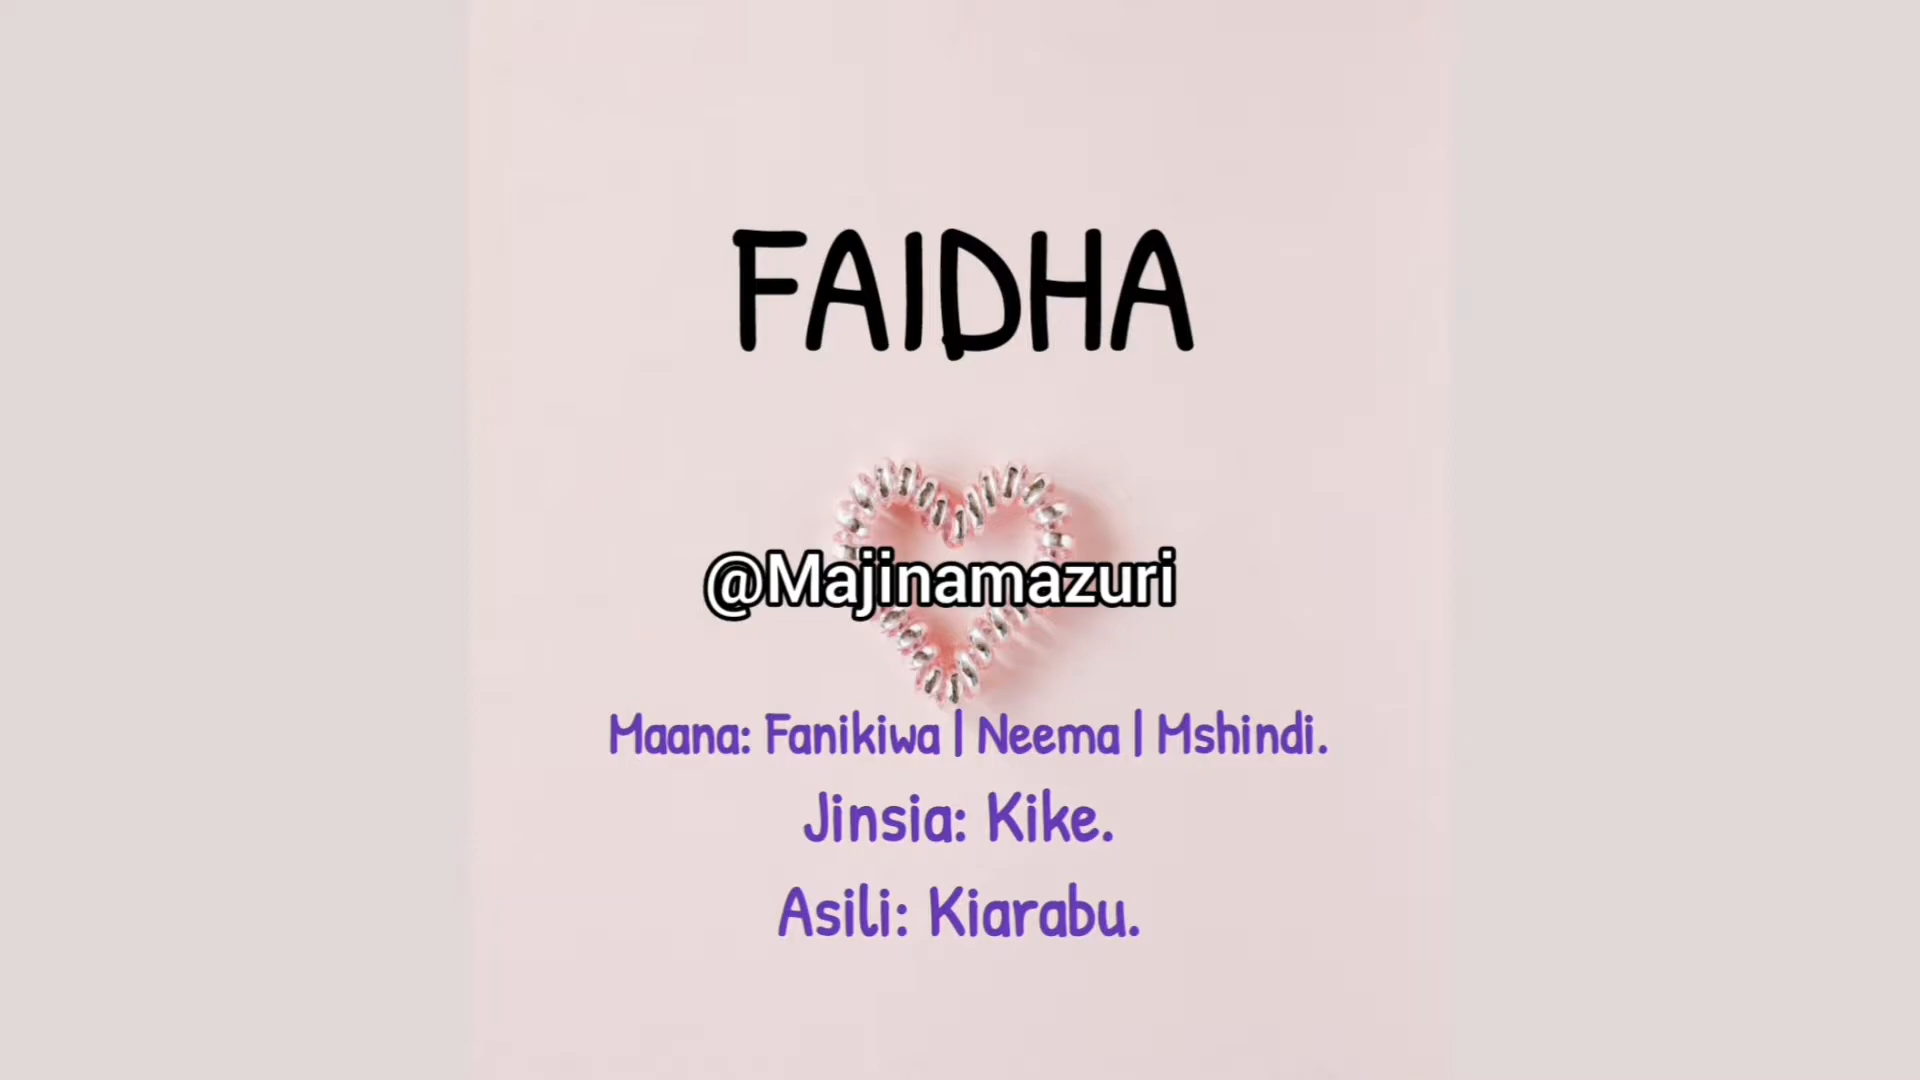 FAIDHA
@Majinamazuri
Maana: Fanikiwa | Neema | Mshindi.
Jinsia: Kike.
Asili: Kiarabu.